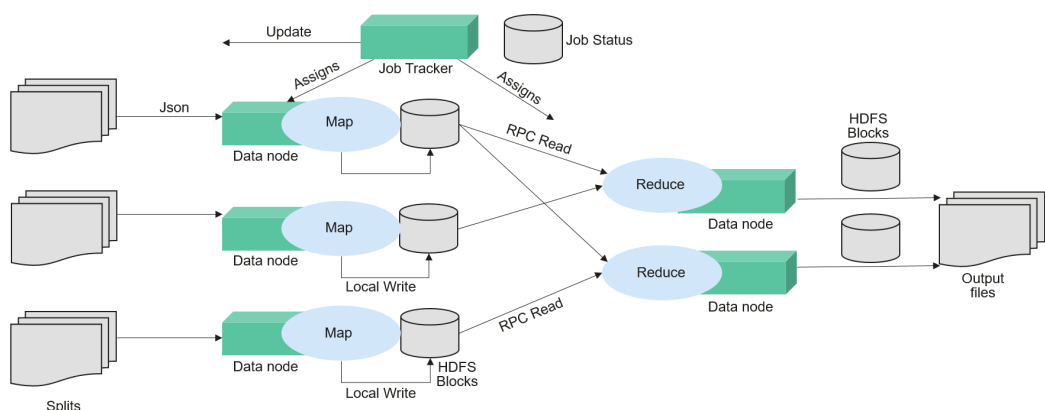 Update
Job Tracker
Job Status
Assigns
Assigns
Json
Map
Data node
RPC Read
HDFS
Blocks
Reduce
Data node
Map
Data node
Local Write
Reduce
Data node
Output
files
RPC Read
Map
Data node
HDFS
Blocks
Local Write
Splits